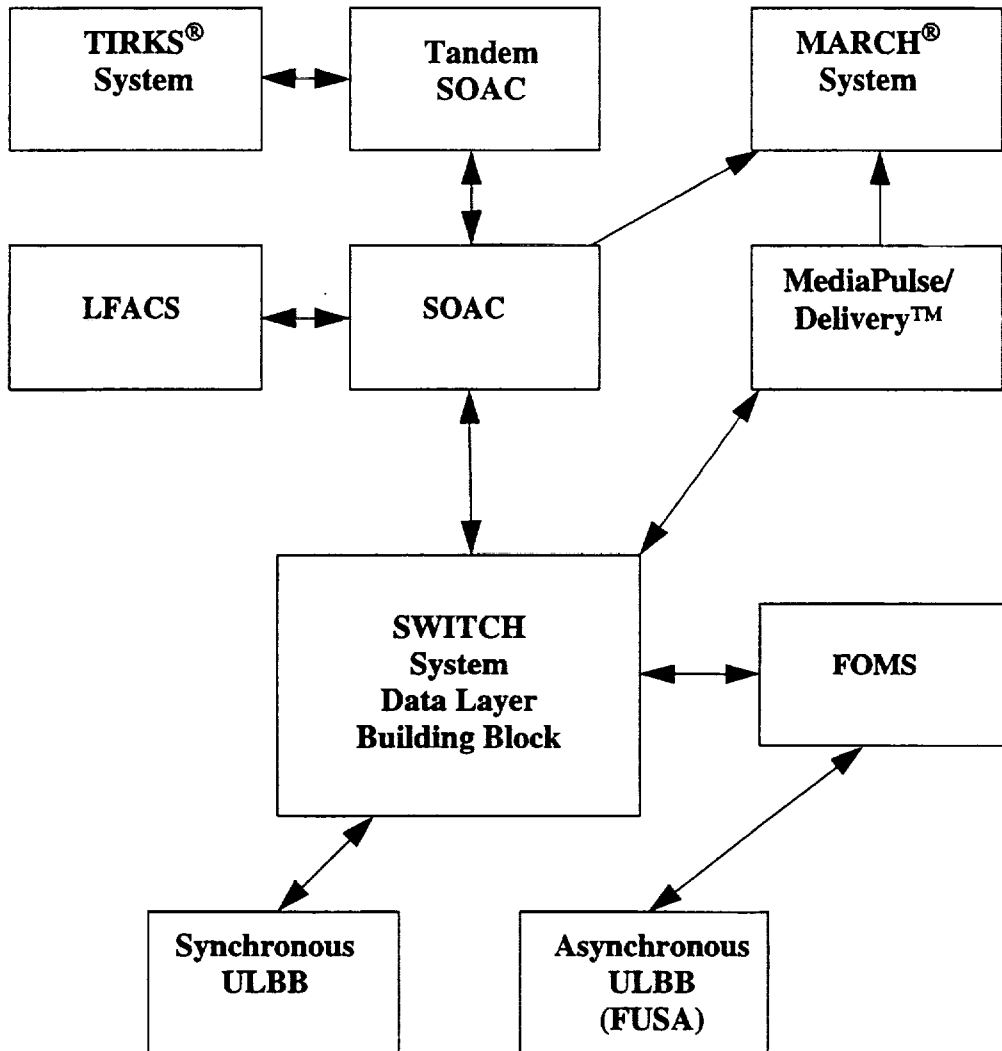 TIRKS®
System
Tandem
SOAC
MARCH®
System
LFACS
SOAC
MediaPulse/
Delivery™
SWITCH
System
Data Layer
Building Block
FOMS
Synchronous
ULBB
Asynchronous
ULBB
(FUSA)